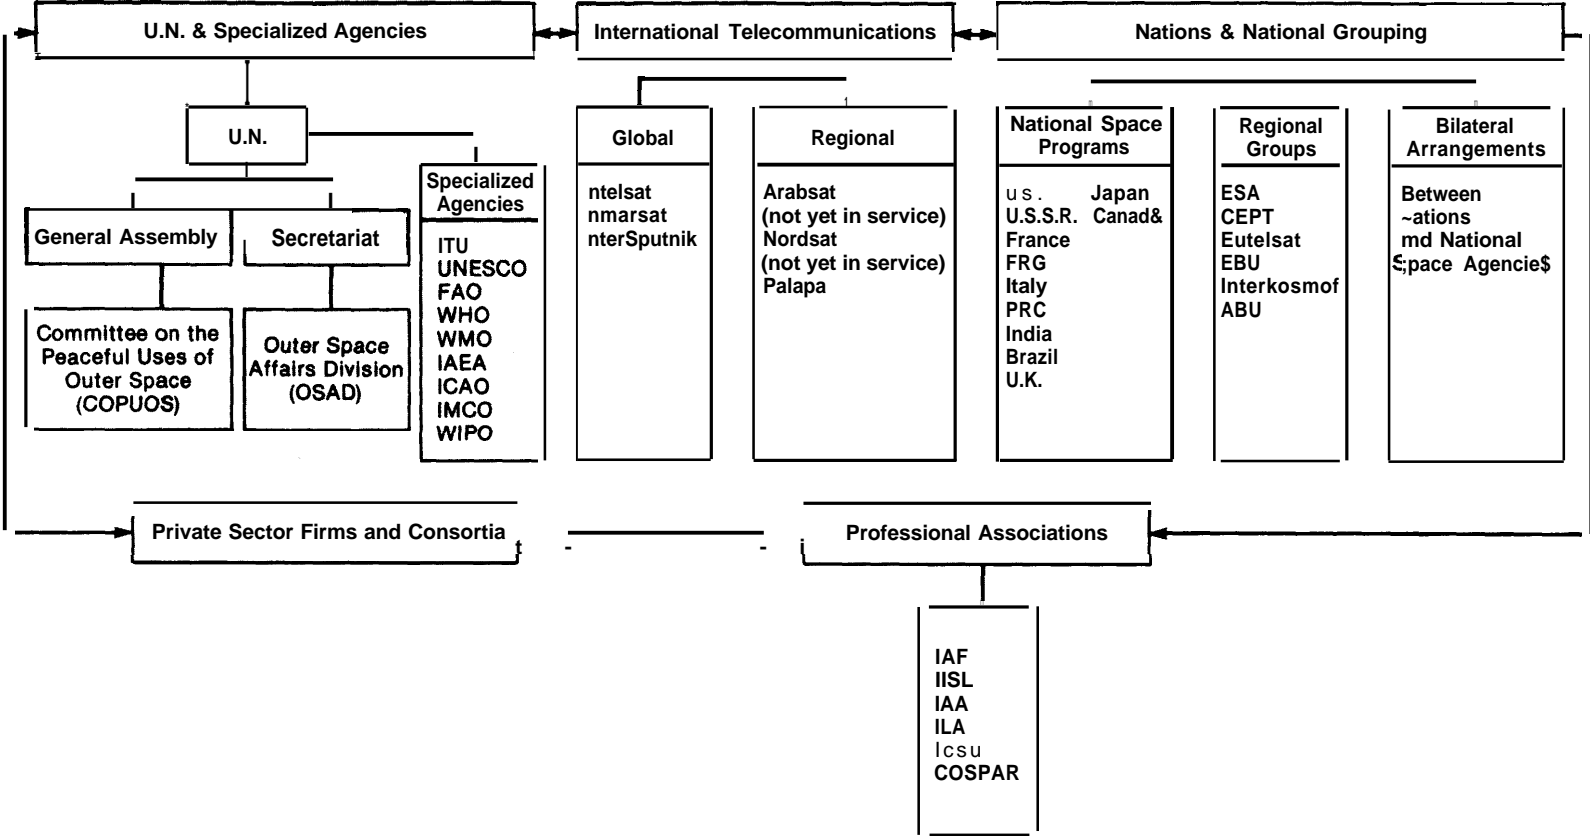 U.N. & Specialized Agencies
International Telecommunications
Nations & National Grouping
U.N.
Specialized
Agencies
ITU
UNESCO
FAO
WHO
WMO
IAEA
ICAO
IMCO
WIPO
General Assembly
Secretariat
Committee on the
Peaceful Uses of
Outer Space
(COPUOS)
Outer Space
Affairs Division
(OSAD)
Global
ntelsat
nmarsat
nterSputnik
Regional
Arabsat
(not yet in service)
Nordsat
(not yet in service)
Palapa
National Space
Programs
us. Japan
U.S.S.R. Canad&
France
FRG
Italy
PRC
India
Brazil
U.K.
Regional
Groups
ESA
CEPT
Eutelsat
EBU
Interkosmof
ABU
Bilateral
Arrangements
Between
~ations
md National
S;pace Agencie$
Private Sector Firms and Consortia
Professional Associations
IAF
IISL
IAA
ILA
Icsu
COSPAR